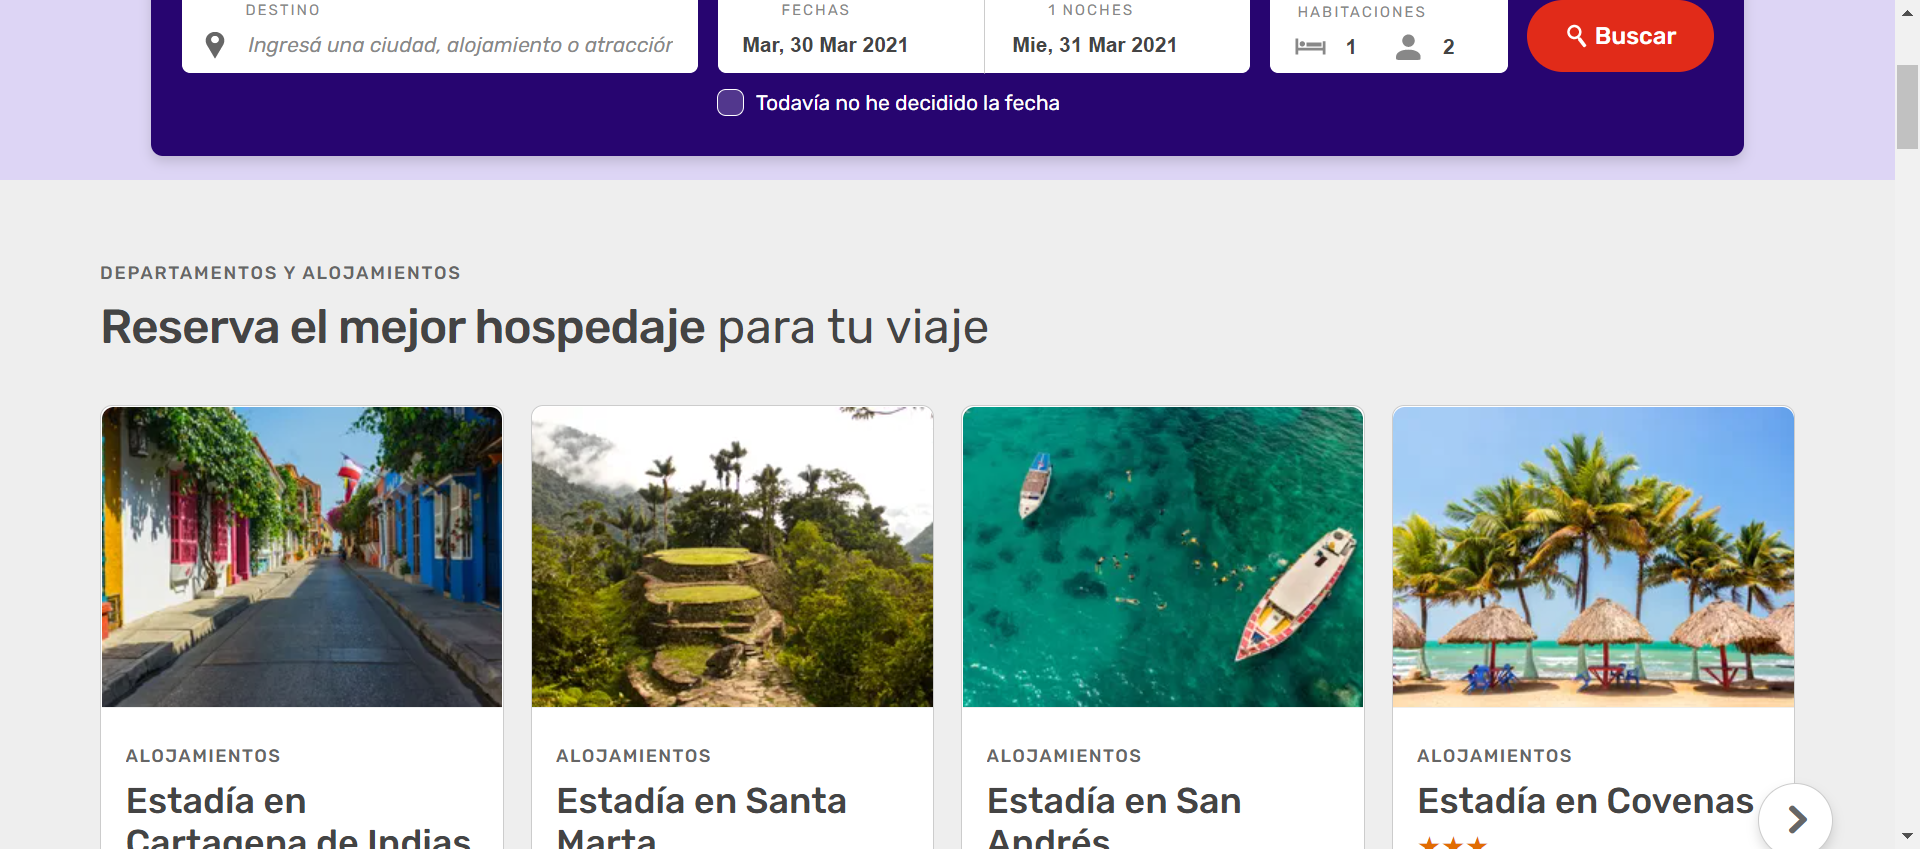 DESTINO
FECHAS
1 NOCHES
HABITACIONES
Ingresá una ciudad, alojamiento o atracción
Mar, 30 Mar 2021
Mie, 31 Mar 2021
1
2
Buscar
Todavía no he decidido la fecha
DEPARTAMENTOS Y ALOJAMIENTOS
Reserva el mejor hospedaje para tu viaje
ALOJAMIENTOS
Estadía en
Cartagena de Indias
ALOJAMIENTOS
Estadía en Santa
Marta
ALOJAMIENTOS
Estadía en San
Andrés
ALOJAMIENTOS
Estadía en Covenas